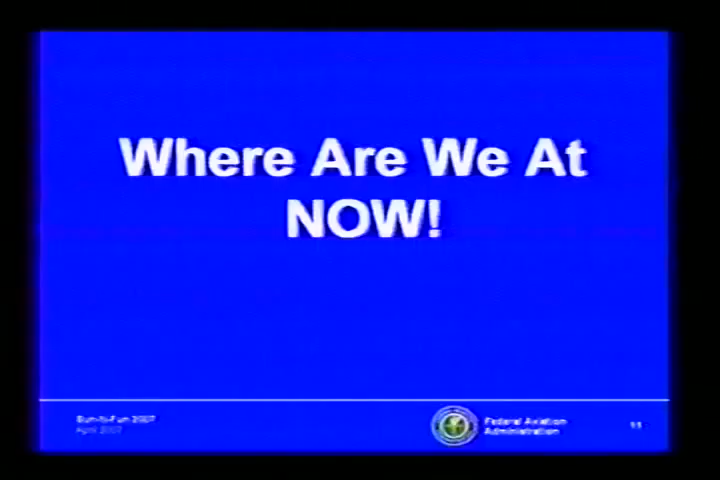 Where Are We At
NOW!
Sun-N-Fun 2007
April 2007
Federal Aviation
Administration
11